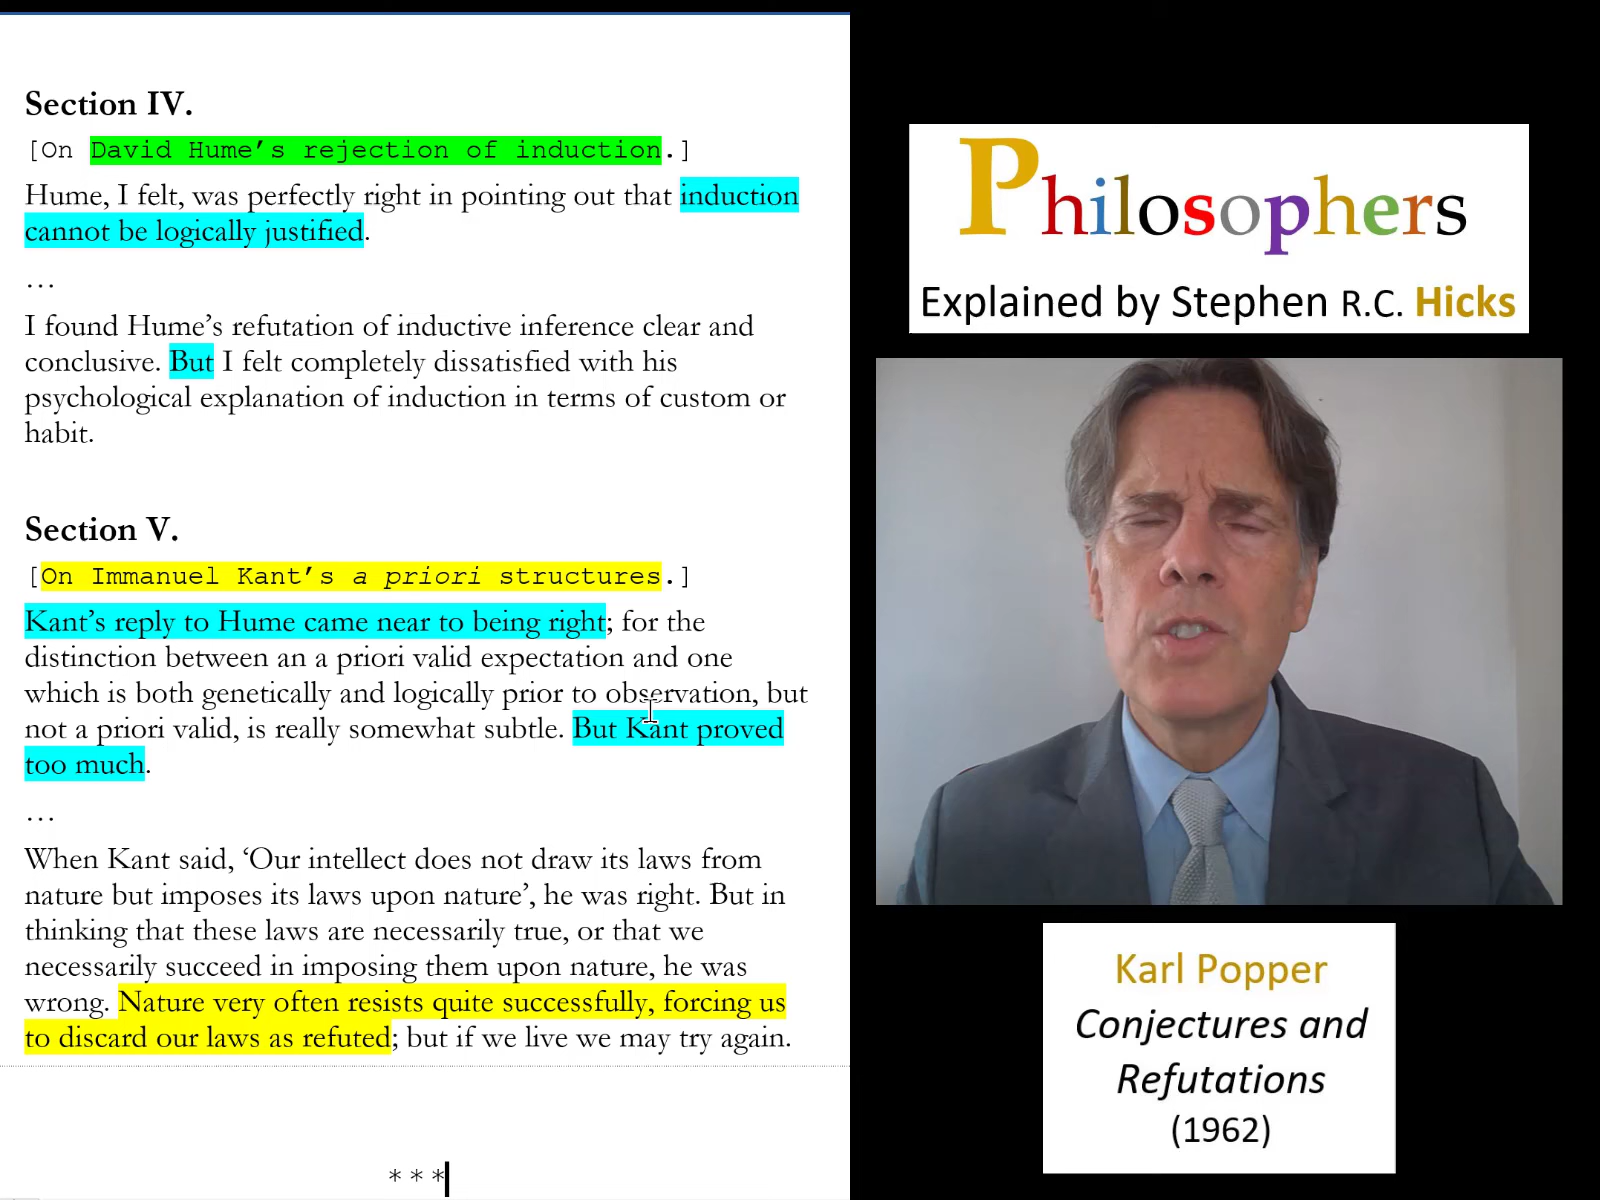 Section IV.
[On David Hume’s rejection of induction.]
Hume, I felt, was perfectly right in pointing out that induction
cannot be logically justified.
…
I found Hume’s refutation of inductive inference clear and
conclusive. But I felt completely dissatisfied with his
psychological explanation of induction in terms of custom or
habit.
Section V.
[On Immanuel Kant’s a priori structures.]
Kant’s reply to Hume came near to being right; for the
distinction between an a priori valid expectation and one
which is both genetically and logically prior to observation, but
not a priori valid, is really somewhat subtle. But Kant proved
too much.
…
When Kant said, ‘Our intellect does not draw its laws from
nature but imposes its laws upon nature’, he was right. But in
thinking that these laws are necessarily true, or that we
necessarily succeed in imposing them upon nature, he was
wrong. Nature very often resists quite successfully, forcing us
to discard our laws as refuted; but if we live we may try again.
* * *
Philosophers
Explained by Stephen R.C. Hicks
Karl Popper
Conjectures and
Refutations
(1962)